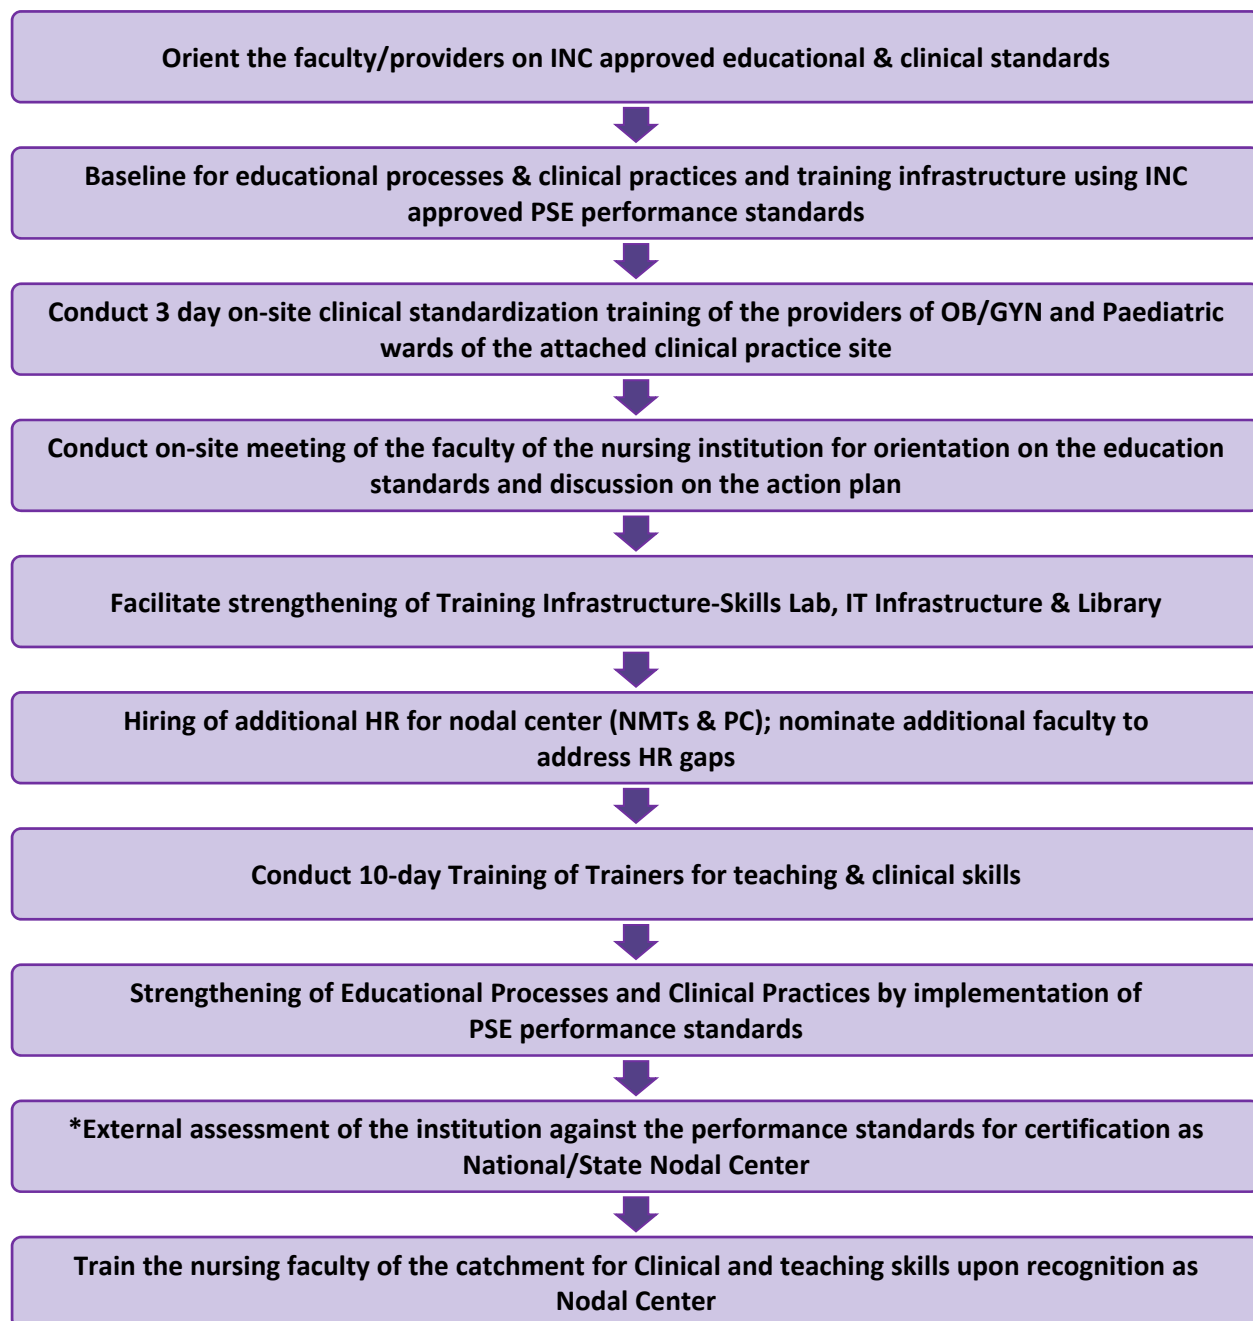 Orient the faculty/providers on INC approved educational & clinical standards
Baseline for educational processes & clinical practices and training infrastructure using INC
approved PSE performance standards
Conduct 3 day on-site clinical standardization training of the providers of OB/GYN and Paediatric
wards of the attached clinical practice site
Conduct on-site meeting of the faculty of the nursing institution for orientation on the education
standards and discussion on the action plan
Facilitate strengthening of Training Infrastructure-Skills Lab, IT Infrastructure & Library
Hiring of additional HR for nodal center (NMTs & PC); nominate additional faculty to
address HR gaps
Conduct 10-day Training of Trainers for teaching & clinical skills
Strengthening of Educational Processes and Clinical Practices by implementation of
PSE performance standards
*External assessment of the institution against the performance standards for certification as
National/State Nodal Center
Train the nursing faculty of the catchment for Clinical and teaching skills upon recognition as
Nodal Center